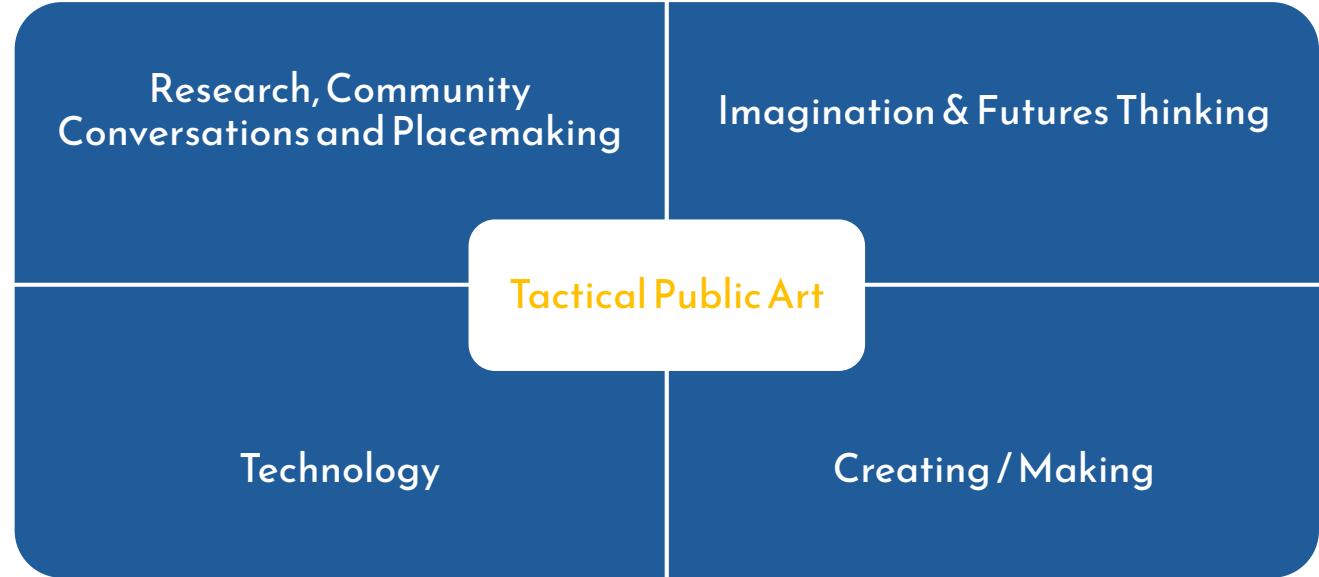 Research, Community
Conversations and Placemaking
Imagination & Futures Thinking
Tactical Public Art
Technology
Creating / Making